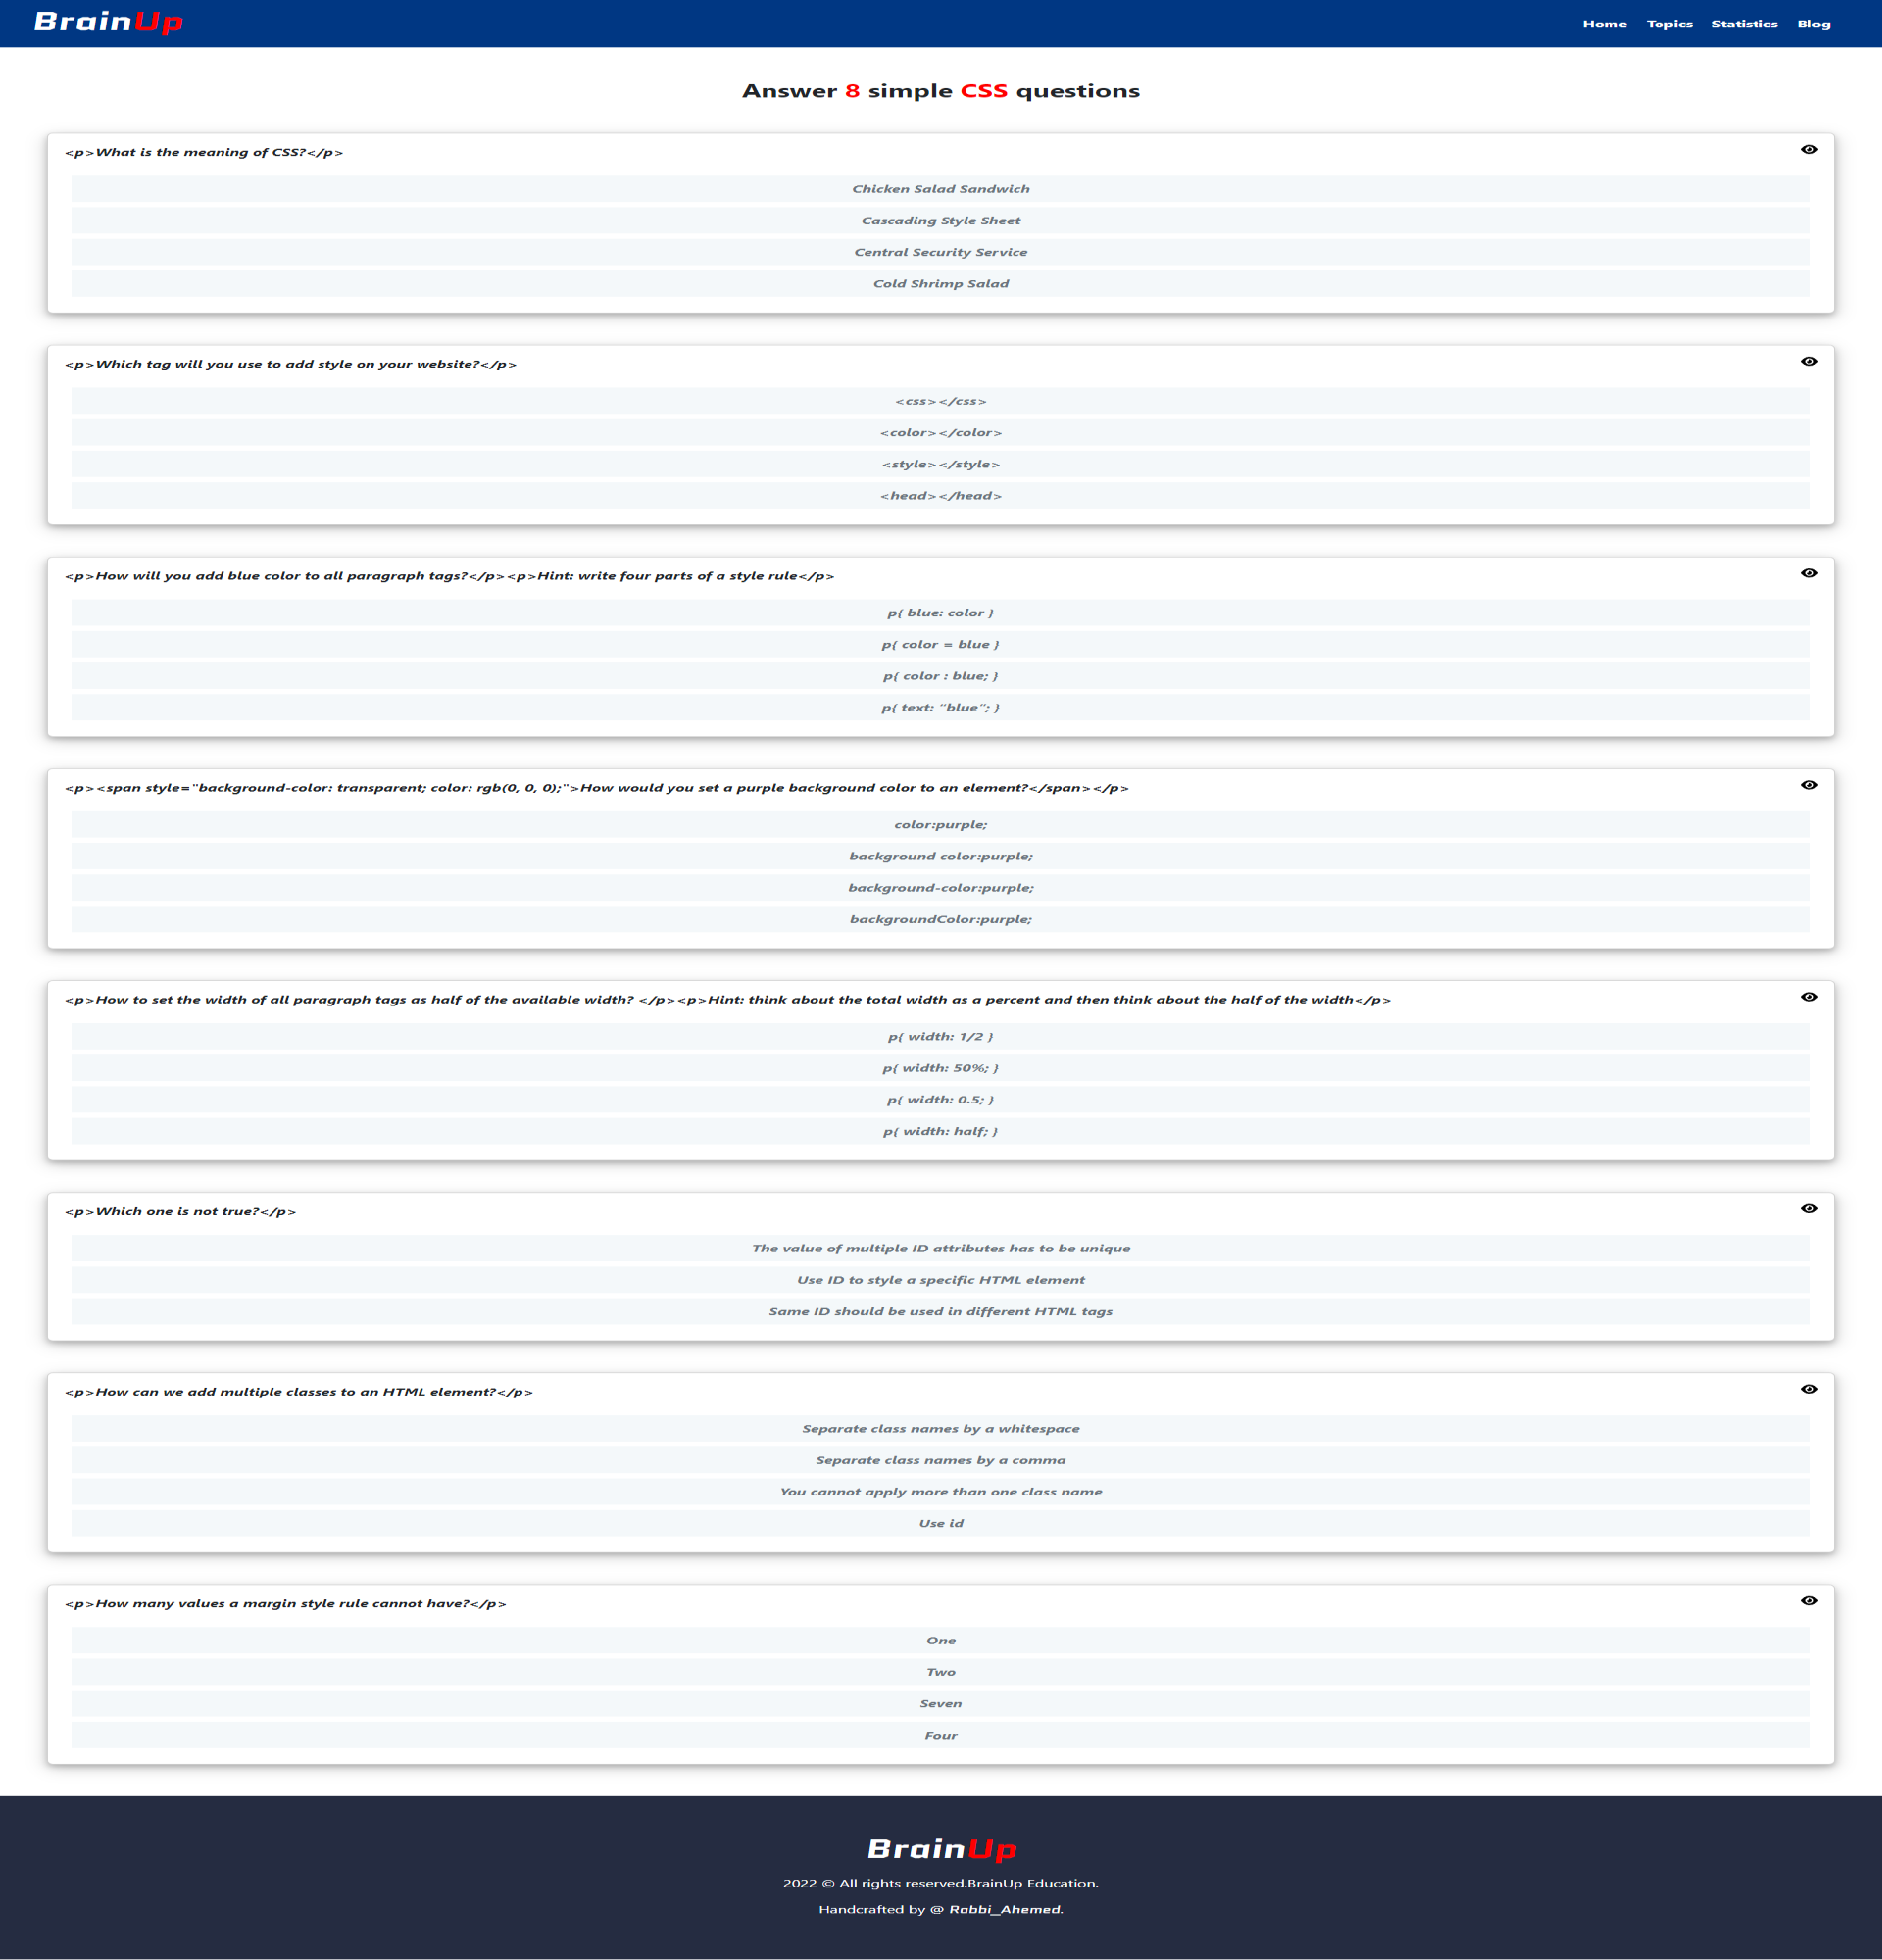 BrainUp
Home Topics Statistics Blog
Answer 8 simple CSS questions
<p>What is the meaning of CSS?</p>
Chicken Salad Sandwich
Cascading Style Sheet
Central Security Service
Cold Shrimp Salad
<p>Which tag will you use to add style on your website?</p>
<css></css>
<color></color>
<style></style>
<head></head>
<p>How will you add blue color to all paragraph tags?</p><p>Hint: write four parts of a style rule</p>
p{ blue: color }
p{ color = blue }
p{ color : blue; }
p{ text: "blue"; }
<p><span style="background-color: transparent; color: rgb(0, 0, 0);">How would you set a purple background color to an element?</span></p>
color:purple;
background color:purple;
background-color:purple;
backgroundColor:purple;
<p>How to set the width of all paragraph tags as half of the available width? </p><p>Hint: think about the total width as a percent and then think about the half of the width</p>
p{ width: 1/2 }
p{ width: 50%; }
p{ width: 0.5; }
p{ width: half; }
<p>Which one is not true?</p>
The value of multiple ID attributes has to be unique
Use ID to style a specific HTML element
Same ID should be used in different HTML tags
<p>How can we add multiple classes to an HTML element?</p>
Separate class names by a whitespace
Separate class names by a comma
You cannot apply more than one class name
Use id
<p>How many values a margin style rule cannot have?</p>
One
Two
Seven
Four
BrainUp
2022 © All rights reserved.BrainUp Education.
Handcrafted by @ Rabbi_Ahemed.